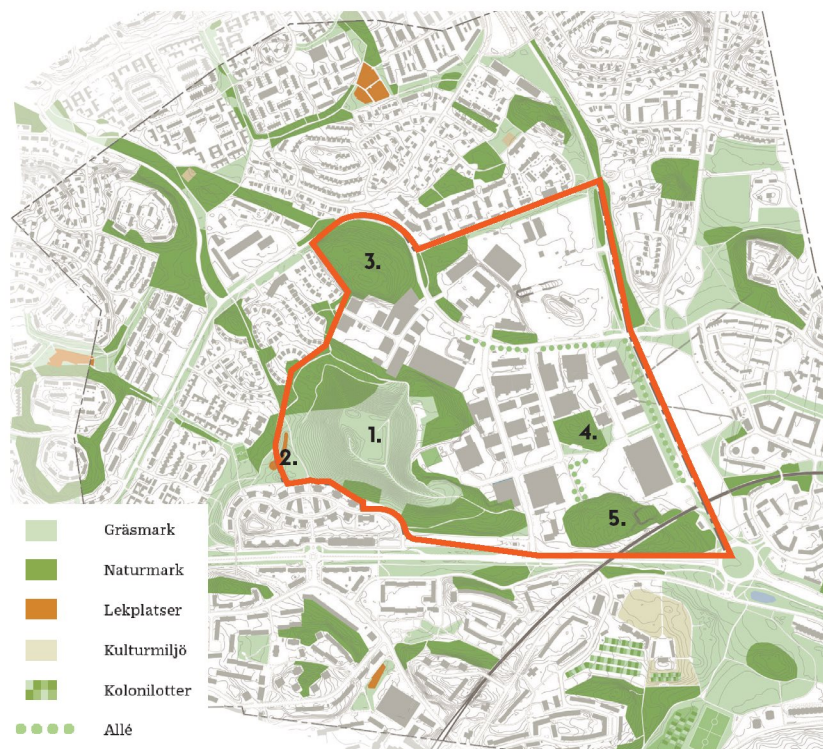 3.
1.
4.
2.
5.
Gräsmark
Naturmark
Lekplatser
Kulturmiljö
Kolonilotter
Allé